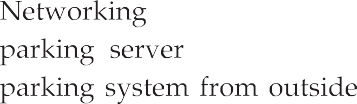 Networking
parking server
parking system from outside